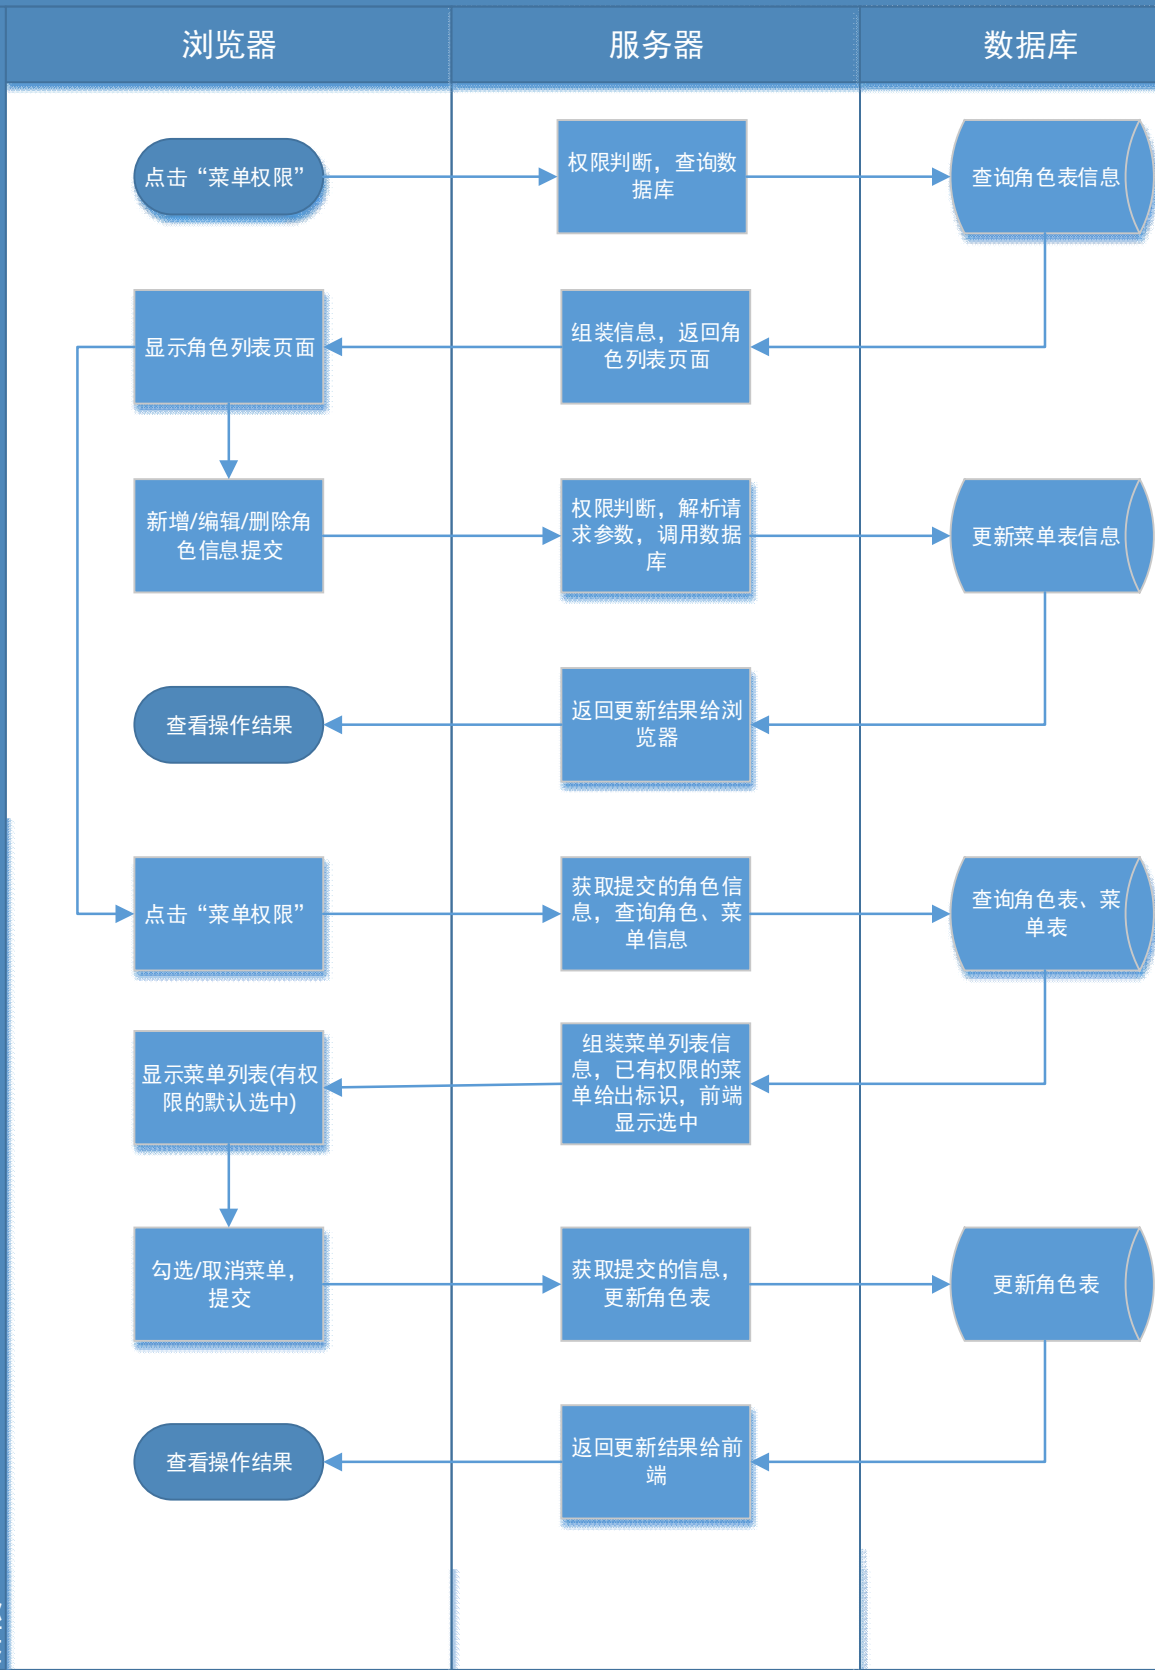 浏览器
服务器
数据库
点击“菜单权限”
权限判断，查询数
据库
查询角色表信息
显示角色列表页面
组装信息，返回角
色列表页面
新增/编辑/删除角
色信息提交
权限判断，解析请
求参数，调用数据
库
更新菜单表信息
查看操作结果
返回更新结果给浏
览器
点击“菜单权限”
获取提交的角色信
息，查询角色、菜
单信息
查询角色表、菜
单表
显示菜单列表(有权
限的默认选中)
组装菜单列表信
息，已有权限的菜
单给出标识，前端
显示选中
勾选/取消菜单，
提交
获取提交的信息，
更新角色表
更新角色表
查看操作结果
返回更新结果给前
端